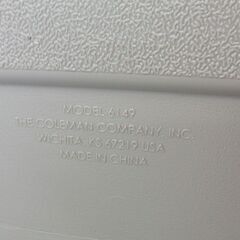 MODEL 6149
THE COLEMAN COMPANY, INC.
WICHITA, KS 67219 USA
MADE IN CHINA